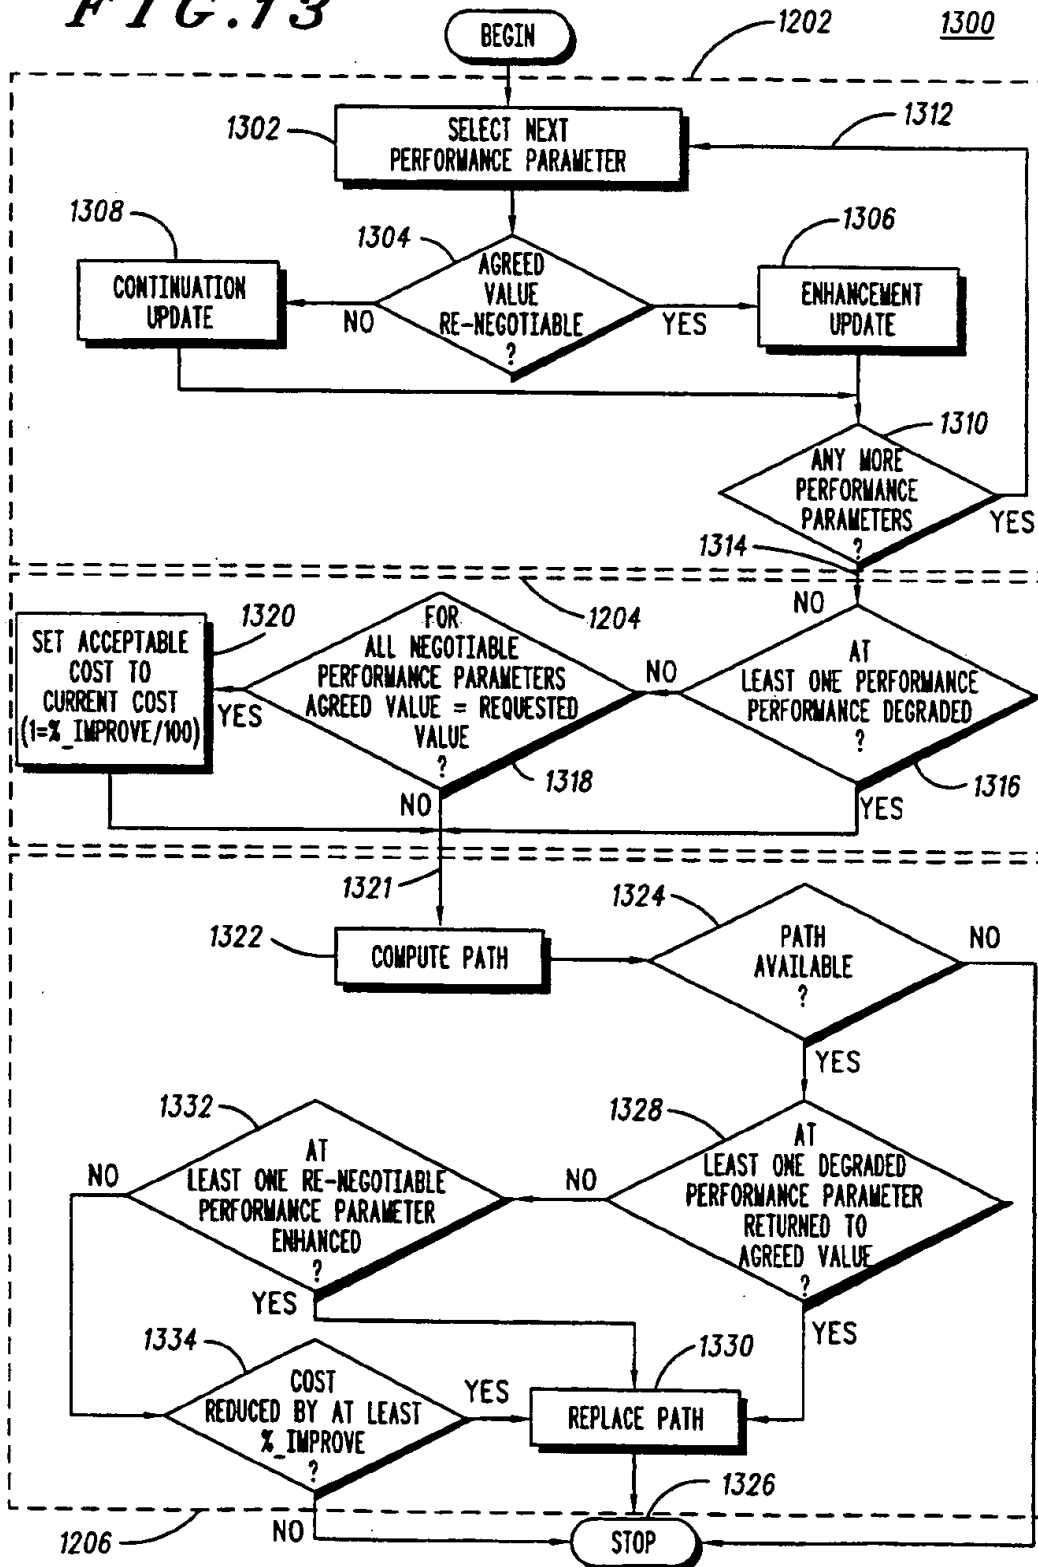 FIG.13
BEGIN
1202
1300
1302
SELECT NEXT
PERFORMANCE PARAMETER
1312
1308
1304
1306
CONTINUATION
UPDATE
NO
AGREED
VALUE
RE-NEGOTIABLE
?
YES
ENHANCEMENT
UPDATE
1310
ANY MORE
PERFORMANCE
PARAMETERS
?
YES
1314
NO
1204
1320
SET ACCEPTABLE
COST TO
CURRENT COST
(1=%_IMPROVE/100)
YES
FOR
ALL NEGOTIABLE
PERFORMANCE PARAMETERS
AGREED VALUE = REQUESTED
VALUE
?
1318
NO
NO
AT
LEAST ONE PERFORMANCE
PERFORMANCE DEGRADED
?
1316
YES
1321
1322
COMPUTE PATH
1324
PATH
AVAILABLE
?
NO
YES
1332
NO
AT
LEAST ONE RE-NEGOTIABLE
PERFORMANCE PARAMETER
ENHANCED
?
YES
NO
1328
AT
LEAST ONE DEGRADED
PERFORMANCE PARAMETER
RETURNED TO
AGREED VALUE
?
YES
1334
COST
REDUCED BY AT LEAST
%_IMPROVE
?
YES
1330
REPLACE PATH
1326
1206
NO
STOP